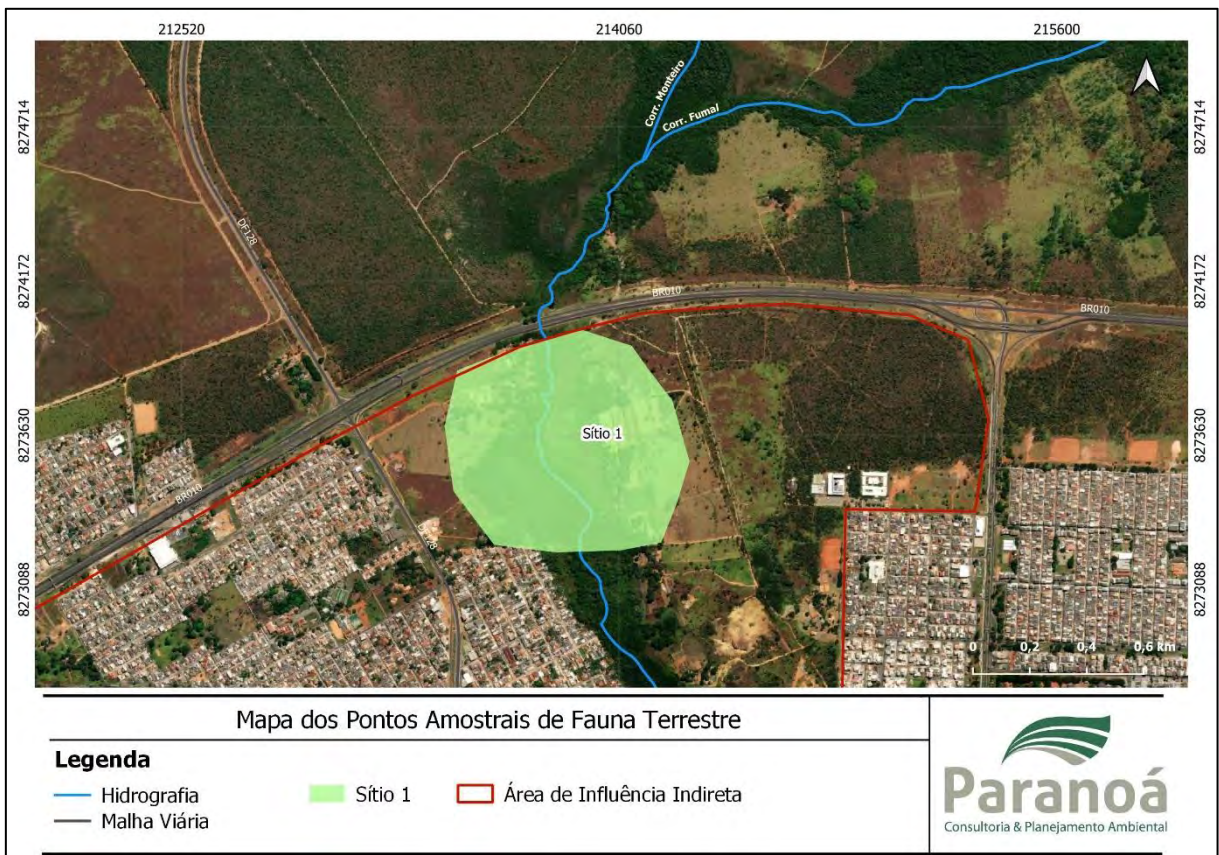 212520 214060 215600
8274714
8274714
Corr. Monteiro
Corr. Fumal
DF128
8274172
8274172
BR010
BR010
Sítio 1
8273630
8273630
BR010
8273088
8273088
0 0,2 0,4 0,6 km
Mapa dos Pontos Amostrais de Fauna Terrestre
Legenda
Hidrografia
Sítio 1
Área de Influência Indireta
Malha Viária
Paranoá
Consultoria & Planejamento Ambiental